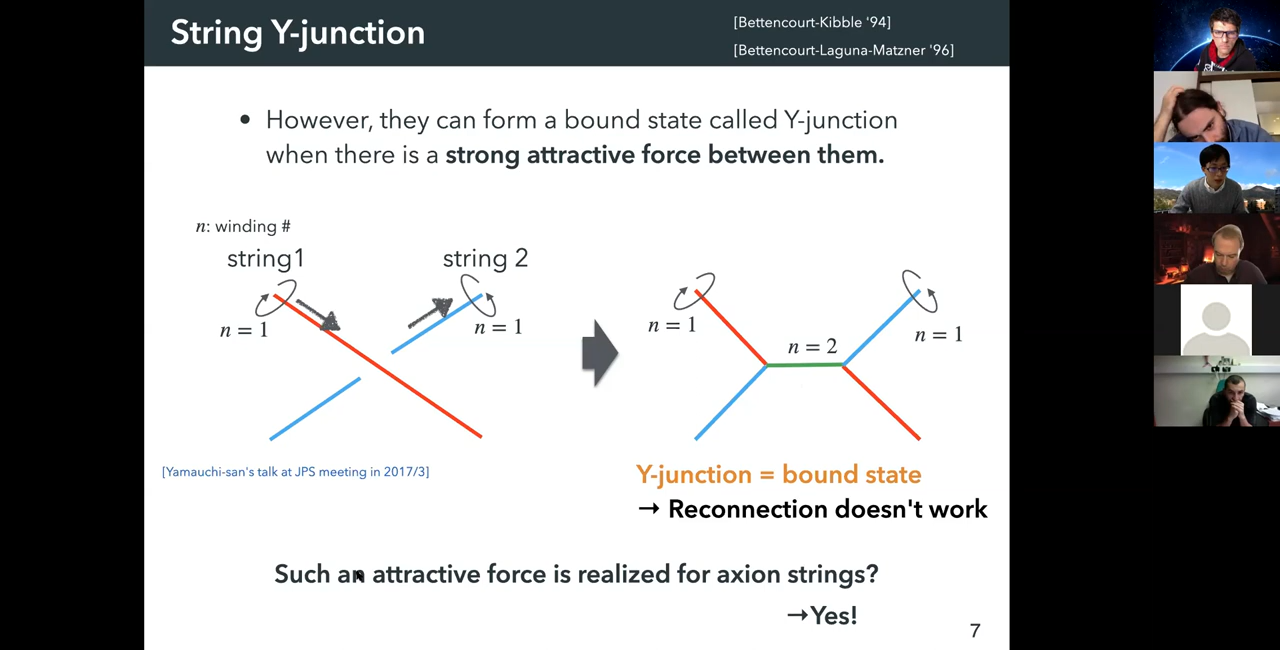 String Y-junction
[Bettencourt-Kibble '94]
[Bettencourt-Laguna-Matzner '96]
• However, they can form a bound state called Y-junction
when there is a strong attractive force between them.
n: winding #
string1
string 2
n = 1
n = 1
n = 1
n = 2
n = 1
[Yamauchi-san's talk at JPS meeting in 2017/3]
Y-junction = bound state
→ Reconnection doesn't work
Such an attractive force is realized for axion strings?
→Yes!
7